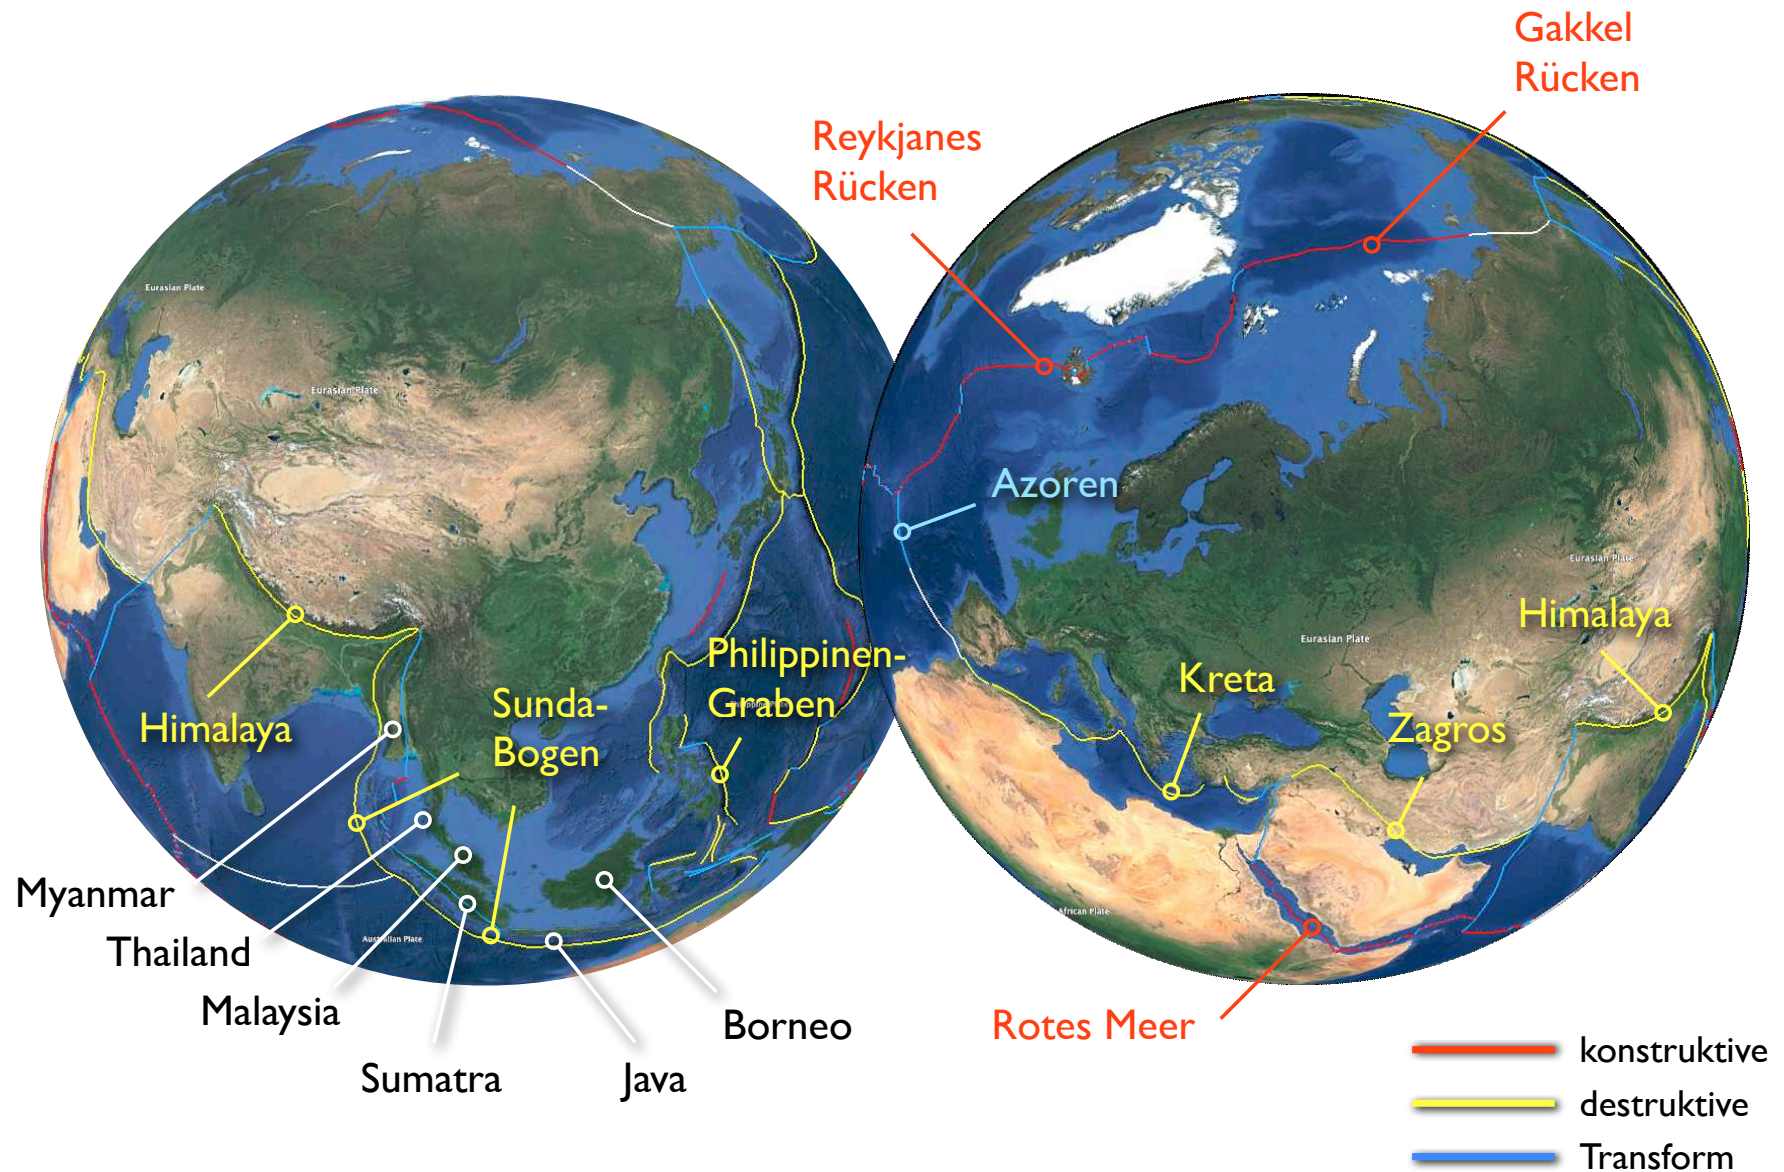 Gakkel
Rücken
Reykjanes
Rücken
Eurasian Plate
Eurasian Plate
Azoren
Eurasian Plate
Himalaya
Eurasian Plate
Philippinen-
Graben
Kreta
Sunda-
Bogen
Himalaya
Zagros
Myanmar
African Plate
Australian Plate
Thailand
Malaysia
Borneo
Rotes Meer
Sumatra
Java
konstruktive
destruktive
Transform